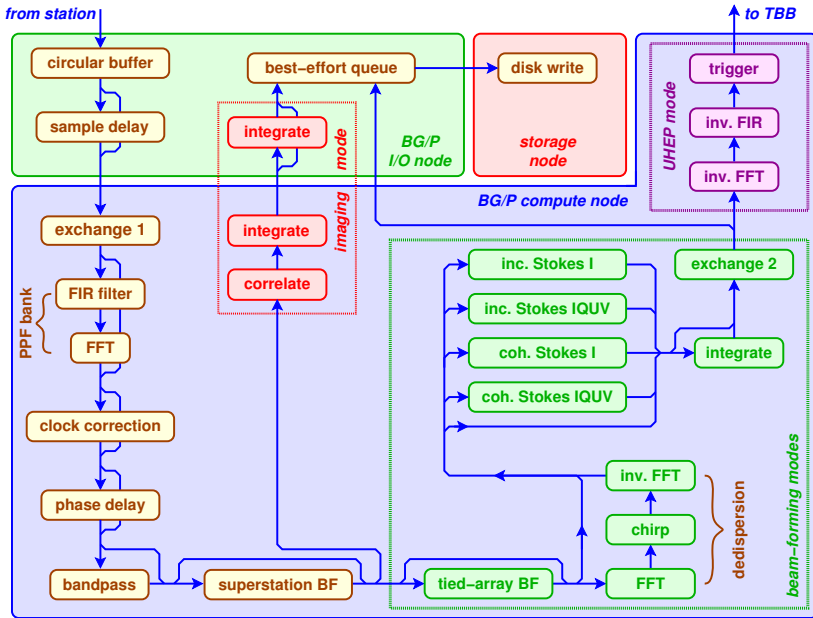 from station
to TBB
circular buffer
best−effort queue
disk write
trigger
sample delay
integrate
mode
BG/P
I/O node
storage
node
UHEP mode
inv. FIR
inv. FFT
BG/P compute node
exchange 1
integrate
imaging
correlate
inc. Stokes I
exchange 2
PPF bank
FIR filter
inc. Stokes IQUV
FFT
coh. Stokes I
integrate
coh. Stokes IQUV
clock correction
inv. FFT
phase delay
chirp
dedispersion
beam−forming modes
bandpass
superstation BF
tied−array BF
FFT